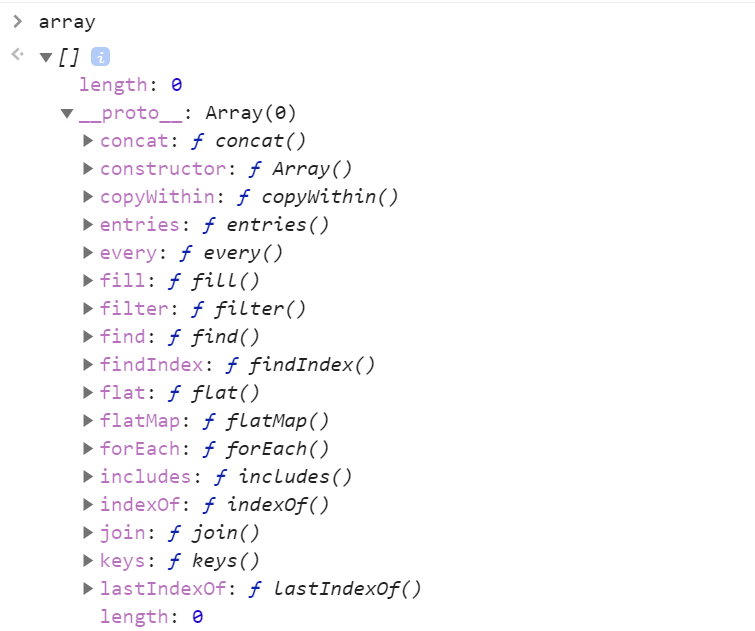 array
[] i
length: 0
__proto__: Array(0)
concat: ƒ concat()
constructor: ƒ Array()
copyWithin: ƒ copyWithin()
entries: ƒ entries()
every: ƒ every()
fill: ƒ fill()
filter: ƒ filter()
find: ƒ find()
findIndex: ƒ findIndex()
flat: ƒ flat()
flatMap: ƒ flatMap()
forEach: ƒ forEach()
includes: ƒ includes()
indexOf: ƒ indexOf()
join: ƒ join()
keys: ƒ keys()
lastIndexOf: ƒ lastIndexOf()
length: 0